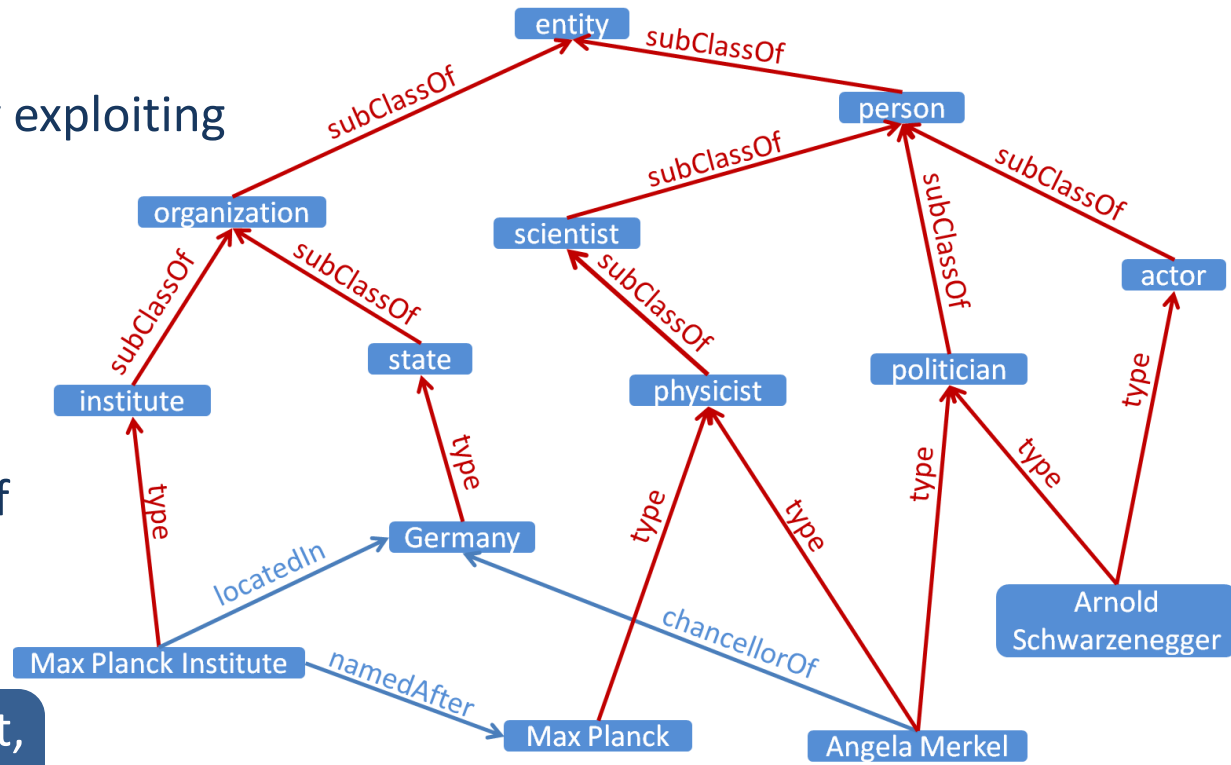 entity
subClassOf
subClassOf
exploiting
person
subClassOf
subClassOf
organization
scientist
subClassOf
actor
subClassOf
subClassOf
subClassOf
state
politician
institute
physicist
type
type
type
type
type
type
type
f
Germany
locatedIn
chancellorOf
Arnold
Schwarzenegger
Max Planck Institute
namedAfter
t,
Max Planck
Angela Merkel